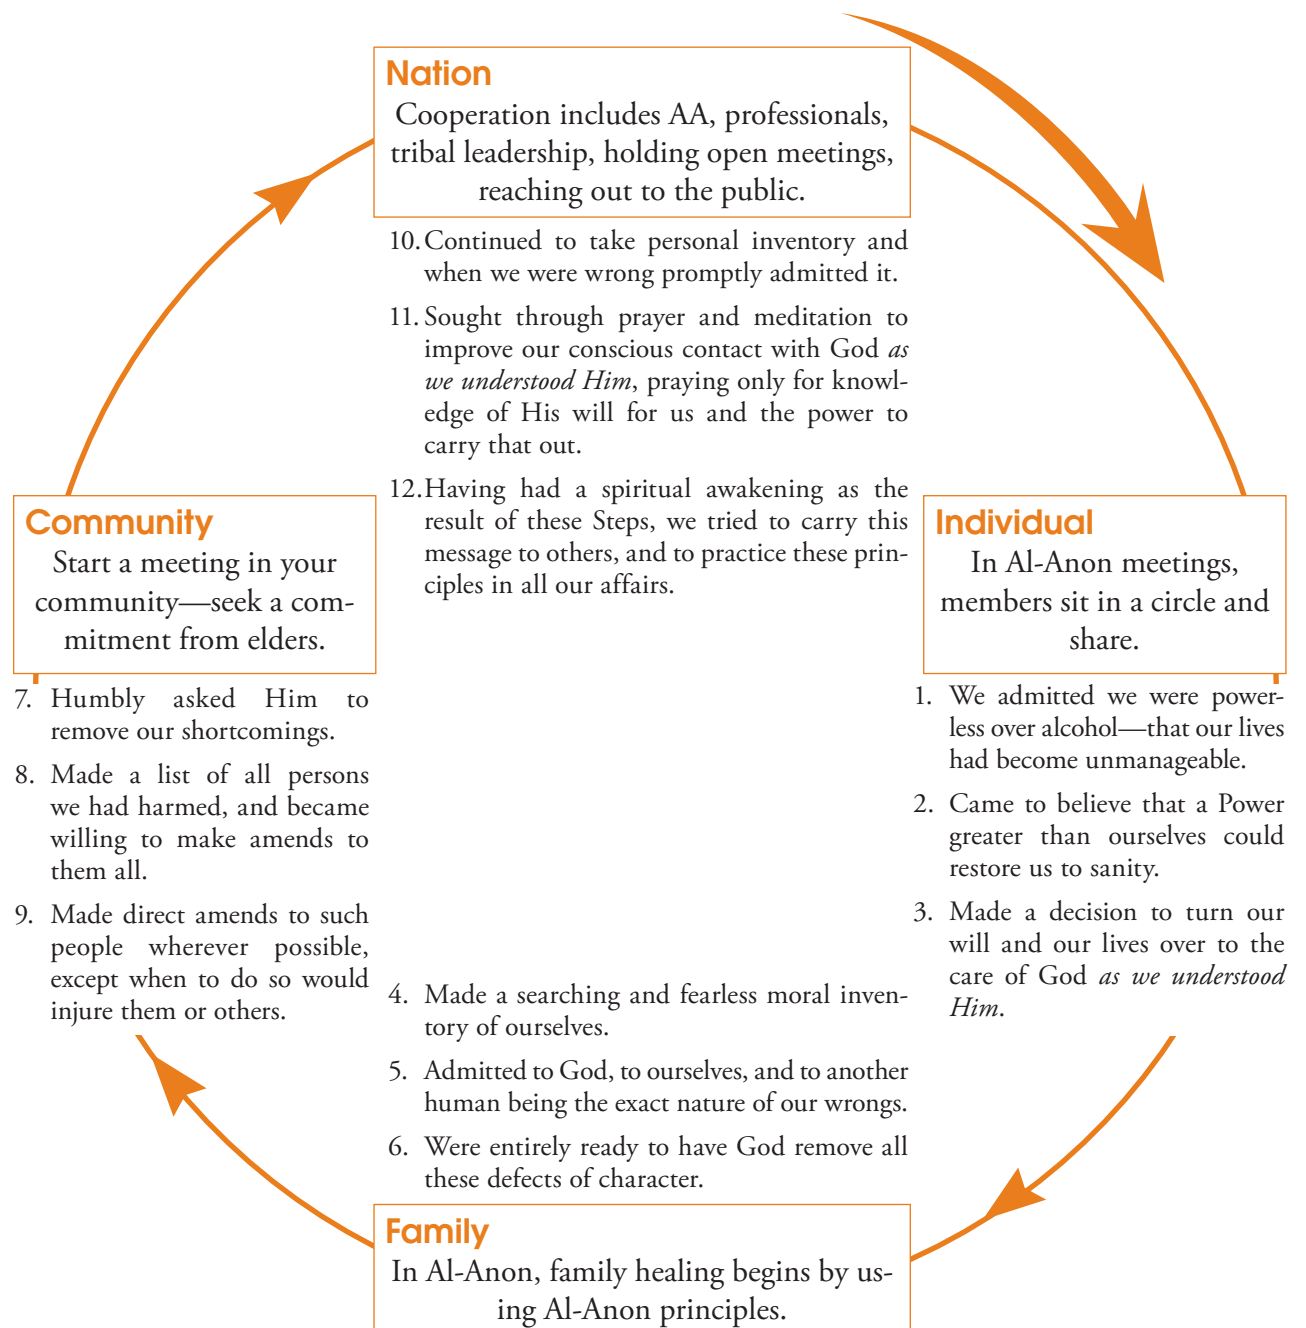 Nation
Cooperation includes AA, professionals,
tribal leadership, holding open meetings,
reaching out to the public.
10. Continued to take personal inventory and
when we were wrong promptly admitted it.
11. Sought through prayer and meditation to
improve our conscious contact with God as
we understood Him, praying only for knowl-
edge of His will for us and the power to
carry that out.
12. Having had a spiritual awakening as the
result of these Steps, we tried to carry this
message to others, and to practice these prin-
ciples in all our affairs.
Individual
In Al-Anon meetings,
members sit in a circle and
share.
1. We admitted we were power-
less over alcohol—that our lives
had become unmanageable.
2. Came to believe that a Power
greater than ourselves could
restore us to sanity.
3. Made a decision to turn our
will and our lives over to the
care of God as we understood
Him.
4. Made a searching and fearless moral inven-
tory of ourselves.
5. Admitted to God, to ourselves, and to another
human being the exact nature of our wrongs.
6. Were entirely ready to have God remove all
these defects of character.
Family
In Al-Anon, family healing begins by us-
ing Al-Anon principles.
Community
Start a meeting in your
community—seek a com-
mitment from elders.
7. Humbly asked Him to
remove our shortcomings.
8. Made a list of all persons
we had harmed, and became
willing to make amends to
them all.
9. Made direct amends to such
people wherever possible,
except when to do so would
injure them or others.